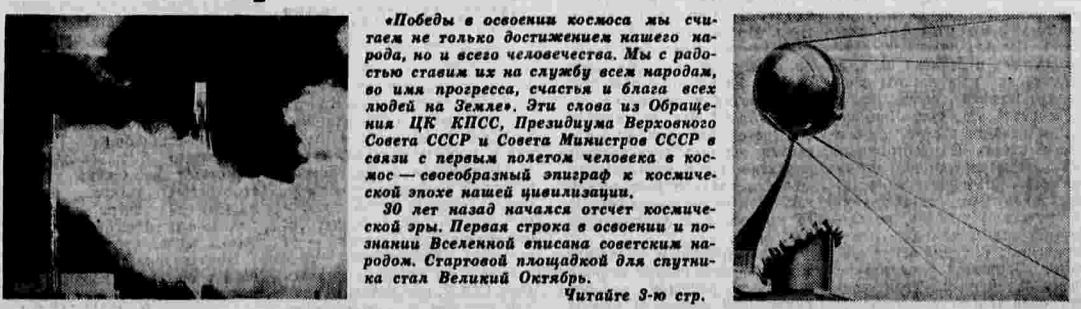 «Победы в освоении космоса мы счи-
таем не только достижением нашего на-
рода, но и всего человечества. Мы с радо-
стью ставим их на службу всем народам,
во имя прогресса, счастья и блага всех
людей на Земле». Эти слова из Обраще-
ния ЦК КПСС, Президиума Верховного
Совета СССР и Совета Министров СССР в
связи с первым полетом человека в кос-
мос — своеобразный эпиграф к космиче-
ской эпохе нашей цивилизации.
30 лет назад начался отсчет космиче-
ской эры. Первая строка в освоении и по-
знании Вселенной вписана советским на-
родом. Стартовой площадкой для спутни-
ка стал Великий Октябрь.
Читайте 3-ю стр.